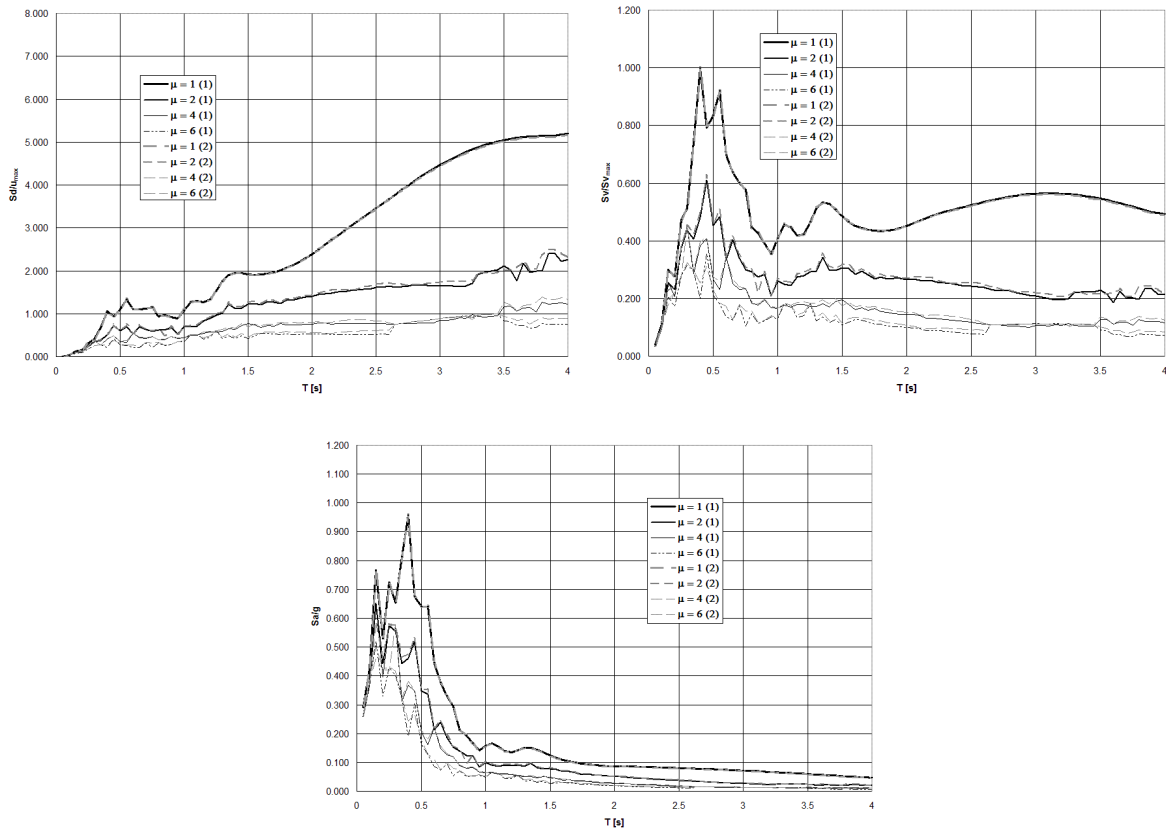 8.000
7.000
6.000
5.000
4.000
3.000
2.000
1.000
0.000
Sd/umax
μ = 1 (1)
μ = 2 (1)
μ = 4 (1)
μ = 6 (1)
μ = 1 (2)
μ = 2 (2)
μ = 4 (2)
μ = 6 (2)
0 0.5 1 1.5 2 2.5 3 3.5 4
T [s]
1.200
1.000
0.800
0.600
0.400
0.200
0.000
Sv/Svmax
μ = 1 (1)
μ = 2 (1)
μ = 4 (1)
μ = 6 (1)
μ = 1 (2)
μ = 2 (2)
μ = 4 (2)
μ = 6 (2)
0 0.5 1 1.5 2 2.5 3 3.5 4
T [s]
1.200
1.100
1.000
0.900
0.800
0.700
0.600
0.500
0.400
0.300
0.200
0.100
0.000
Sa/g
μ = 1 (1)
μ = 2 (1)
μ = 4 (1)
μ = 6 (1)
μ = 1 (2)
μ = 2 (2)
μ = 4 (2)
μ = 6 (2)
0 0.5 1 1.5 2 2.5 3 3.5 4
T [s]